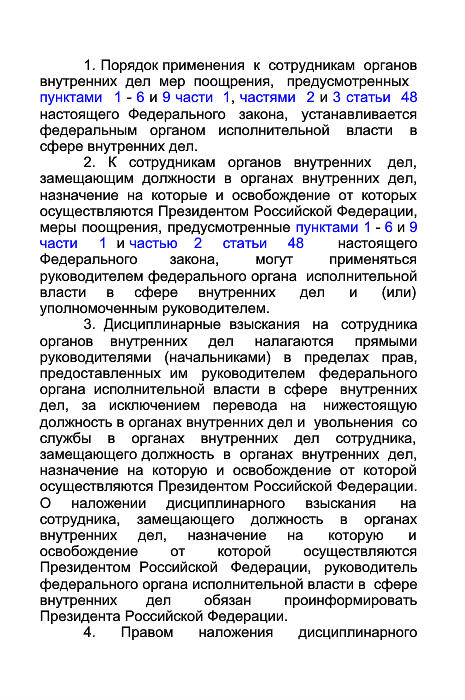 1. Порядок применения к сотрудникам органов
внутренних дел мер поощрения, предусмотренных
пунктами 1 - 6 и 9 части 1, частями 2 и 3 статьи 48
настоящего Федерального закона, устанавливается
федеральным органом исполнительной власти в
сфере внутренних дел.
2. К сотрудникам органов внутренних дел,
замещающим должности в органах внутренних дел,
назначение на которые и освобождение от которых
осуществляются Президентом Российской Федерации,
меры поощрения, предусмотренные пунктами 1 - 6 и 9
части 1 и частью 2 статьи 48 настоящего
Федерального закона, могут применяться
руководителем федерального органа исполнительной
власти в сфере внутренних дел и (или)
уполномоченным руководителем.
3. Дисциплинарные взыскания на сотрудника
органов внутренних дел налагаются прямыми
руководителями (начальниками) в пределах прав,
предоставленных им руководителем федерального
органа исполнительной власти в сфере внутренних
дел, за исключением перевода на нижестоящую
должность в органах внутренних дел и увольнения со
службы в органах внутренних дел сотрудника,
замещающего должность в органах внутренних дел,
назначение на которую и освобождение от которой
осуществляются Президентом Российской Федерации.
О наложении дисциплинарного взыскания на
сотрудника, замещающего должность в органах
внутренних дел, назначение на которую и
освобождение от которой осуществляются
Президентом Российской Федерации, руководитель
федерального органа исполнительной власти в сфере
внутренних дел обязан проинформировать
Президента Российской Федерации.
4. Правом наложения дисциплинарного